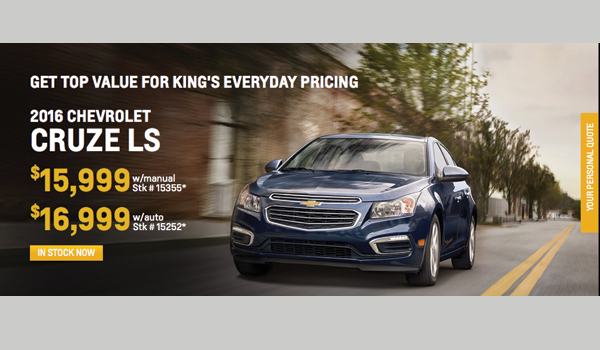 GET TOP VALUE FOR KING'S EVERYDAY PRICING
2016 CHEVROLET
CRUZE LS
$15,999 w/manual
Stk # 15355*
$16,999 w/auto
Stk # 15252*
IN STOCK NOW
YOUR PERSONAL QUOTE